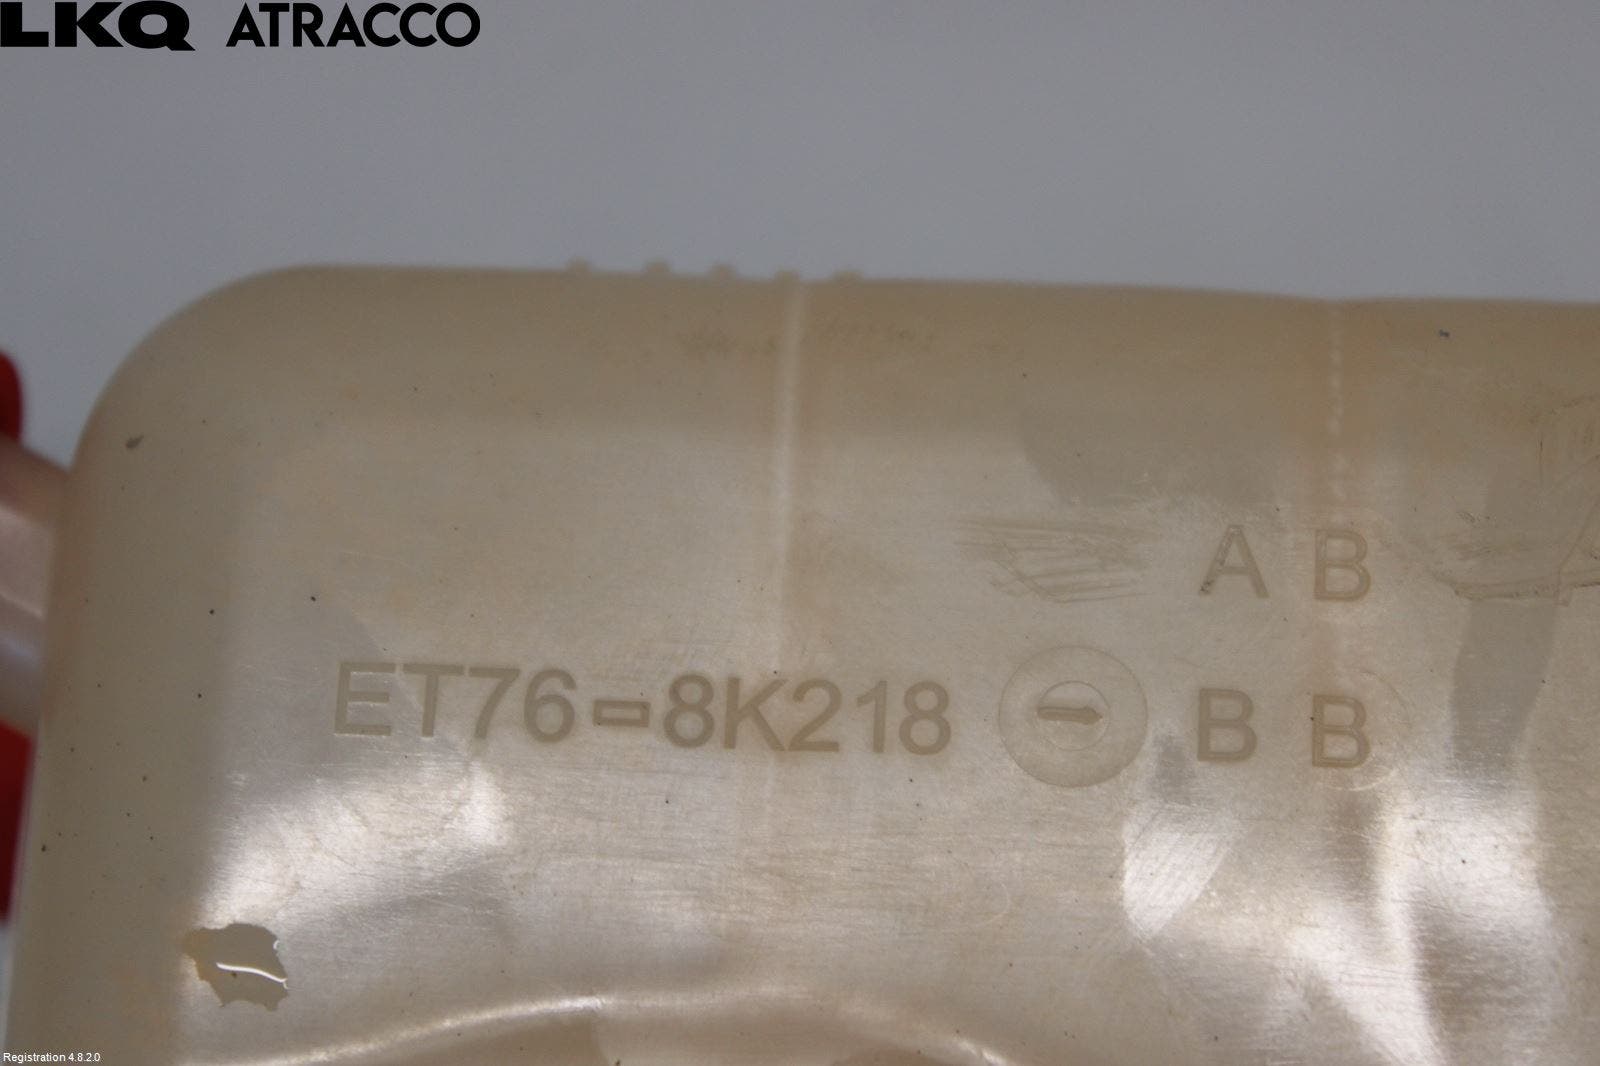 LKQ ATRACCO
A B
ET76-8K218 B B
Registration 4.8.2.0